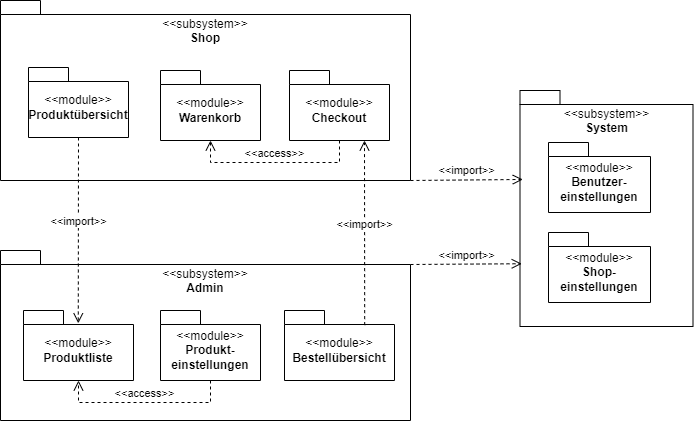 <<subsystem>>
Shop
<<module>>
Produktübersicht
<<module>>
Warenkorb
<<module>>
Checkout
<<access>>
<<import>>
<<import>>
<<import>>
<<import>>
<<subsystem>>
Admin
<<module>>
Produktliste
<<module>>
Produkt-
einstellungen
<<module>>
Bestellübersicht
<<access>>
<<subsystem>>
System
<<module>>
Benutzer-
einstellungen
<<module>>
Shop-
einstellungen